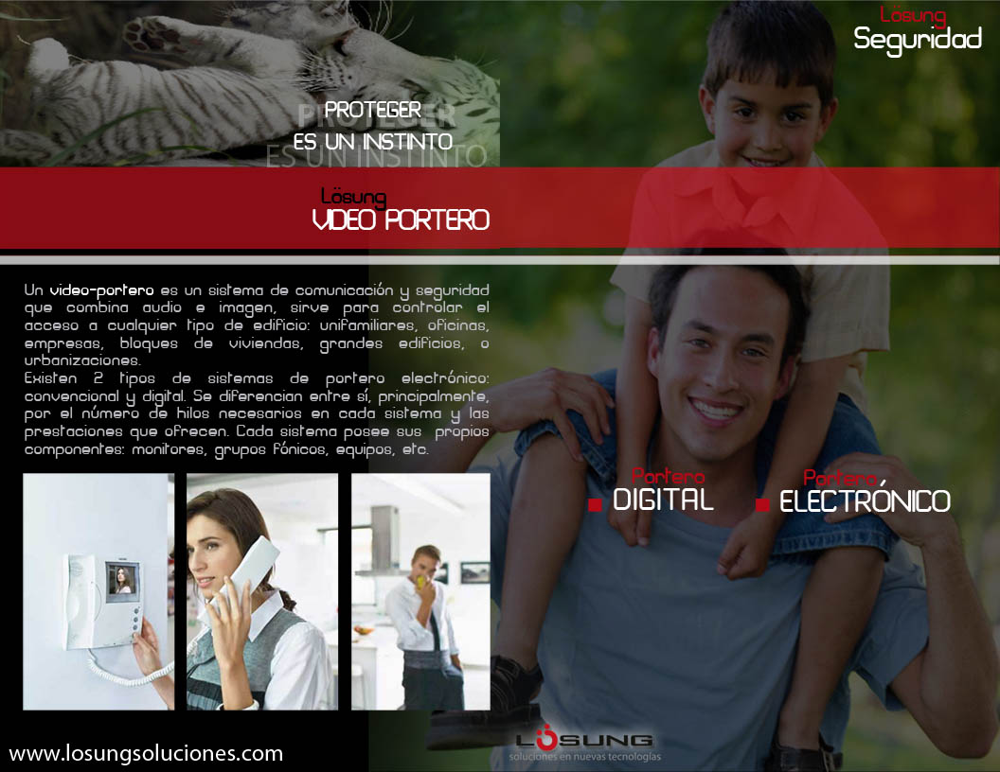 Lösung
Seguridad
PROTEGER
ES UN INSTINTO
PROTEGER
ES UN INSTINTO
Lösung
VIDEO PORTERO
Un video-portero es un sistema de comunicación y seguridad
que combina audio e imagen, sirve para controlar el
acceso a cualquier tipo de edificio: unifamiliares, oficinas,
empresas, bloques de viviendas, grandes edificios, o
urbanizaciones.
Existen 2 tipos de sistemas de portero electrónico:
convencional y digital. Se diferencian entre sí, principalmente,
por el número de hilos necesarios en cada sistema y las
prestaciones que ofrecen. Cada sistema posee sus propios
componentes: monitores, grupos fónicos, equipos, etc.
Portero
DIGITAL
Portero
ELECTRÓNICO
LÖSUNG
soluciones en nuevas tecnologías
www.losungsoluciones.com